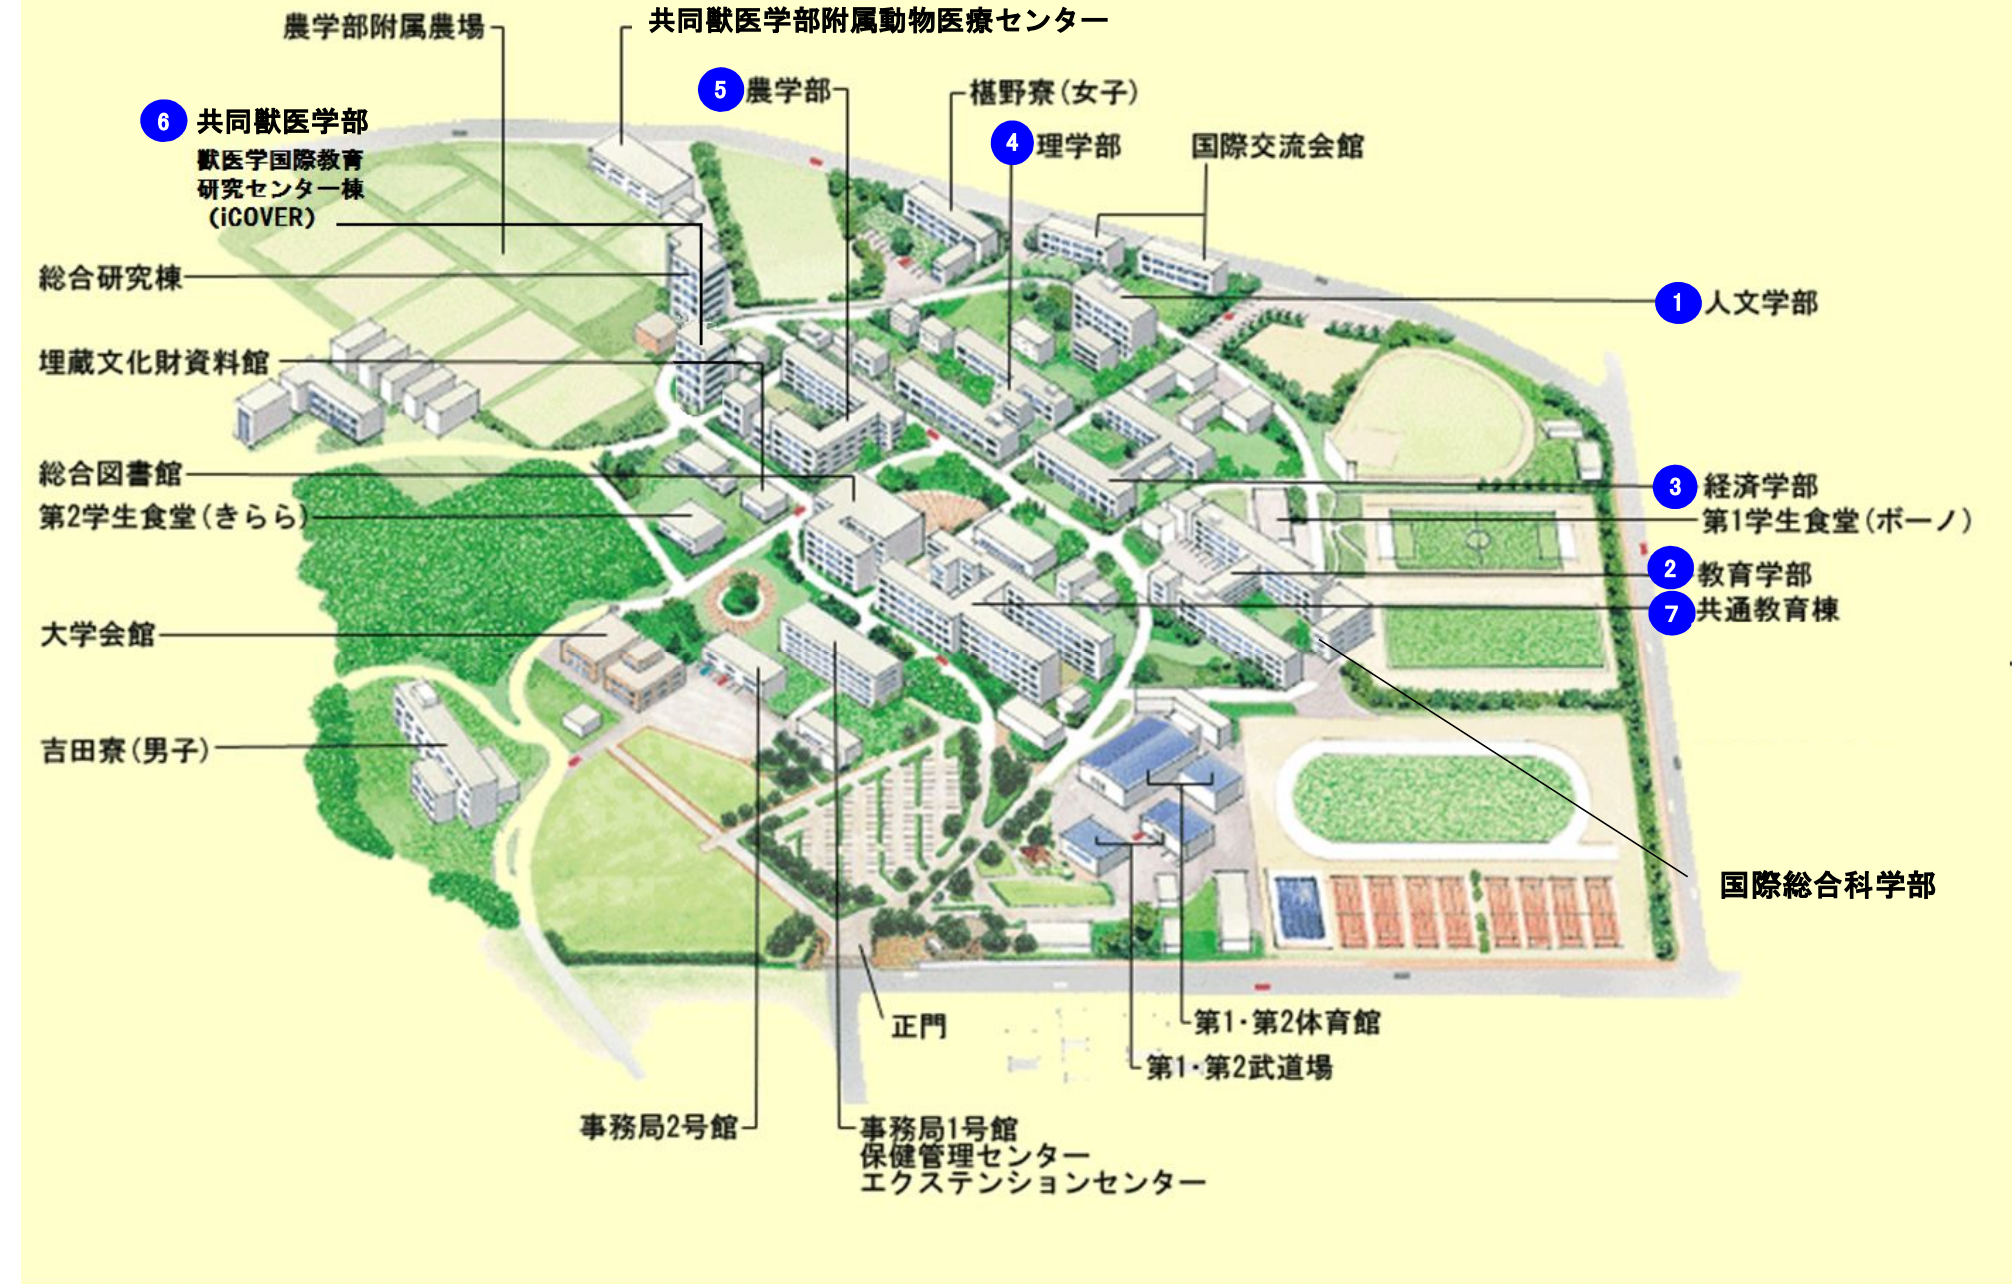 農学部附属農場
共同獣医学部附属動物医療センター
5 農学部
椹野寮(女子)
6 共同獣医学部
獣医学国際教育
研究センター棟
(iCOVER)
4 理学部
国際交流会館
総合研究棟
1 人文学部
埋蔵文化財資料館
総合図書館
3 経済学部
第2学生食堂(きらら)
第1学生食堂(ボーノ)
2 教育学部
7 共通教育棟
大学会館
吉田寮(男子)
国際総合科学部
正門
第1・第2体育館
第1・第2武道場
事務局2号館
事務局1号館
保健管理センター
エクステンションセンター